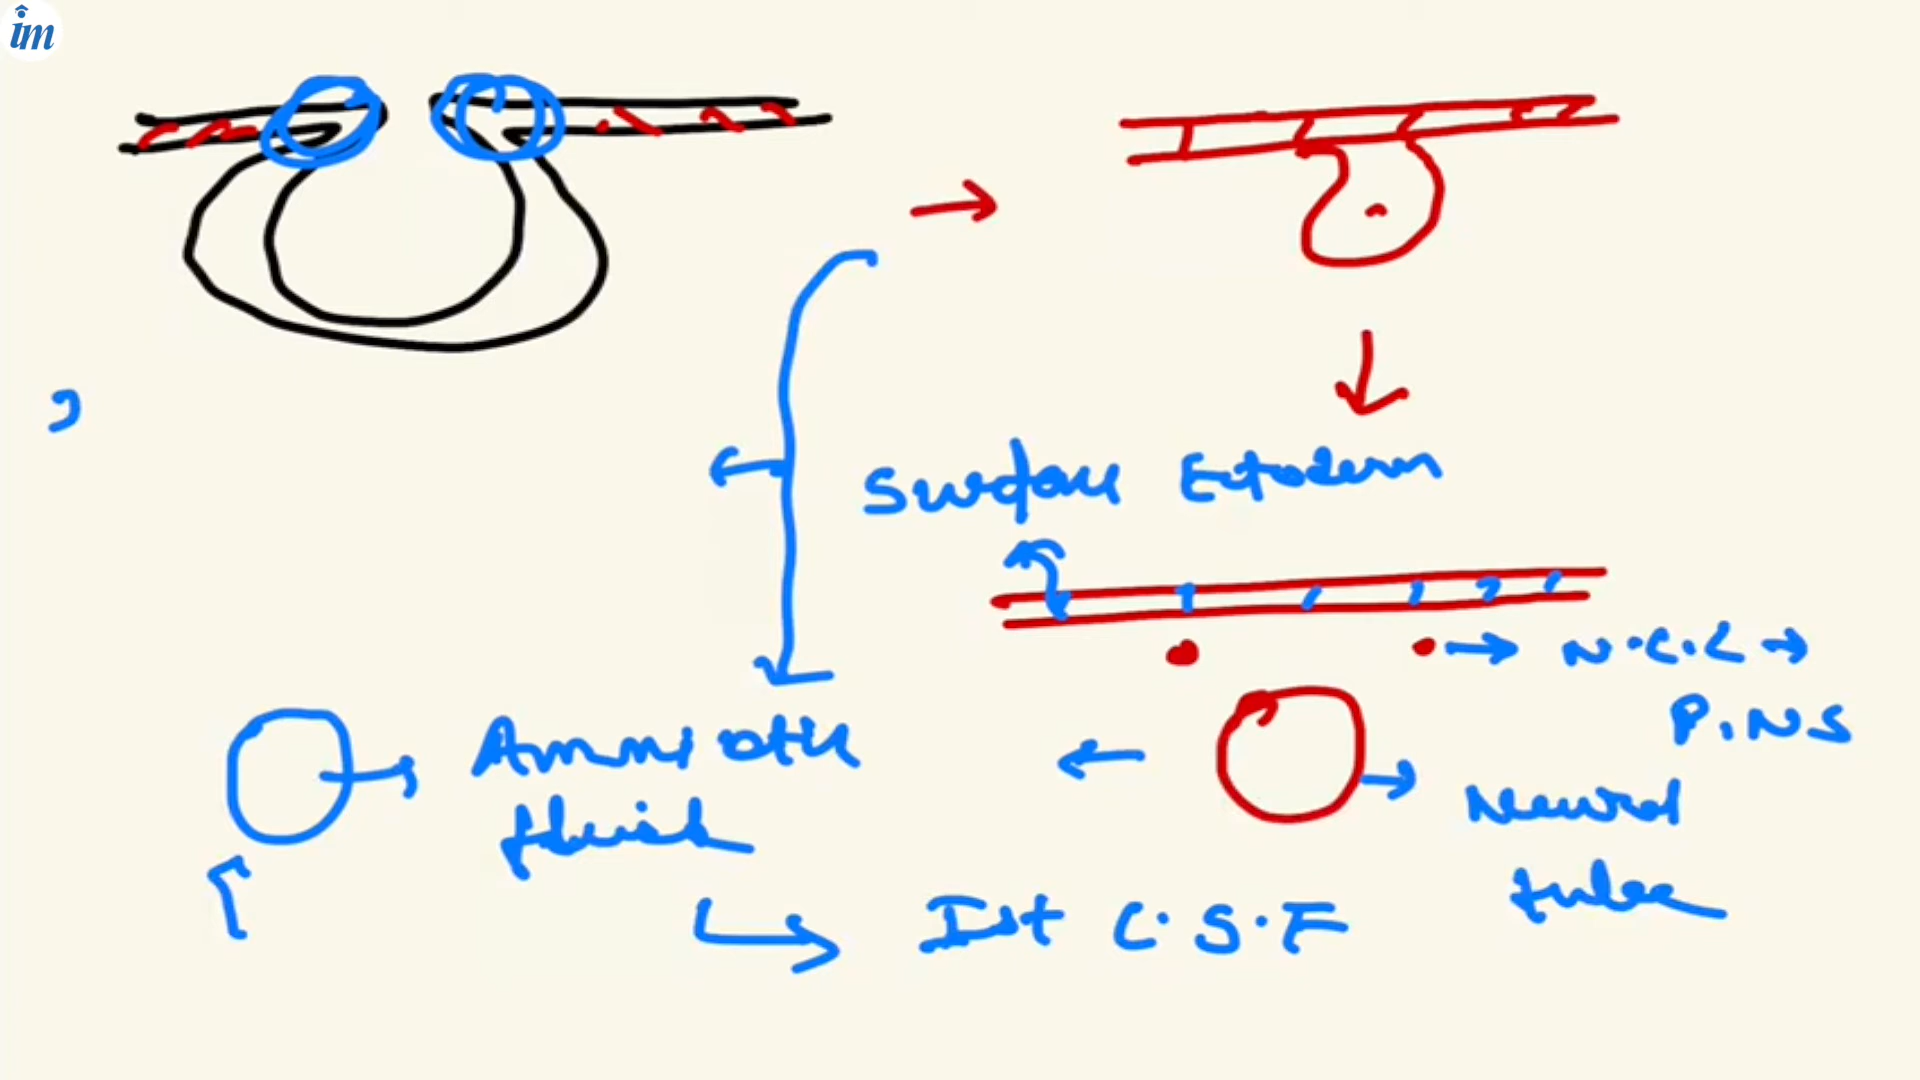 im
Surface Ectoderm
N.C.C →
P.N.S
Neural
tube
Amniotic
fluid
Ist C.S.F